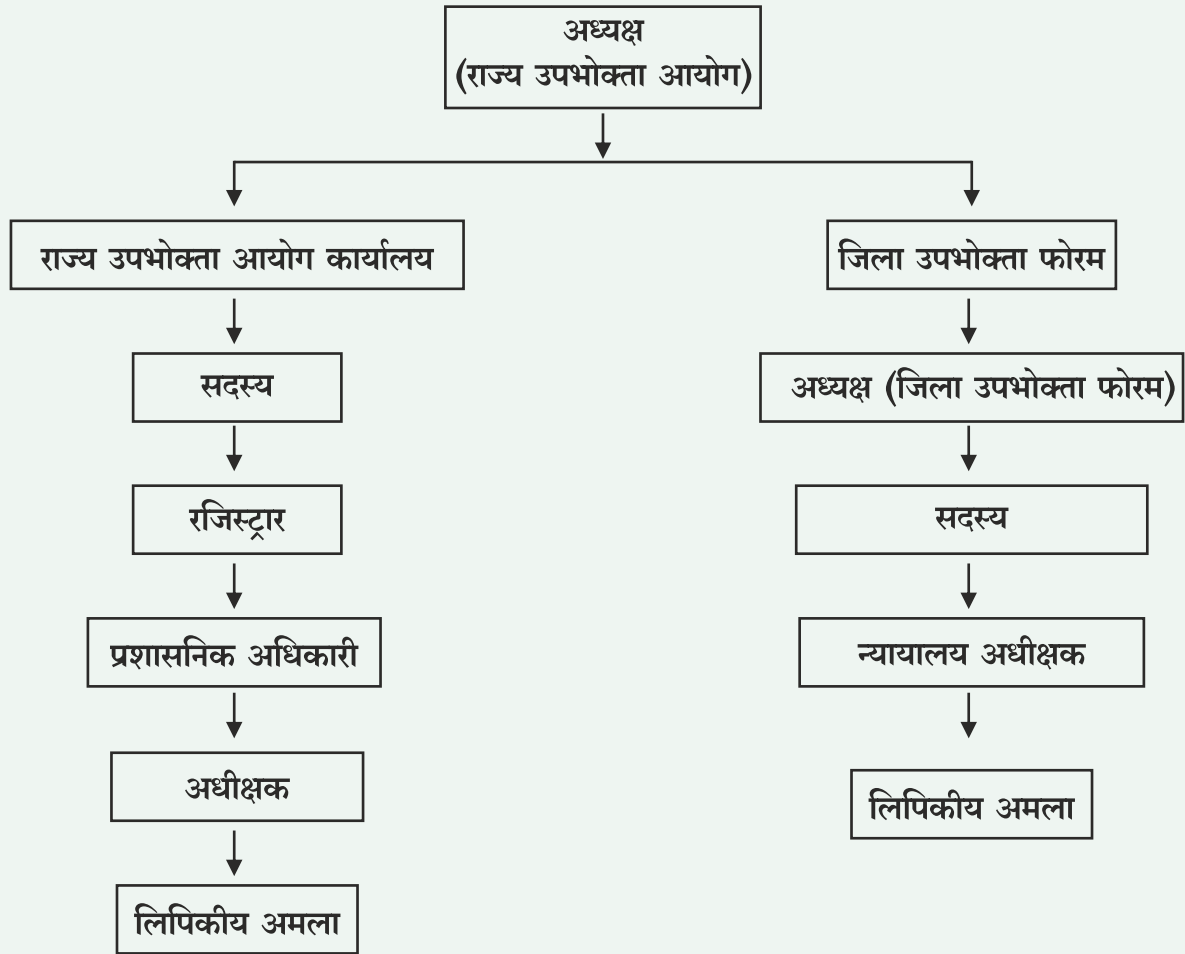 अध्यक्ष
(राज्य उपभोक्ता आयोग)
राज्य उपभोक्ता आयोग कार्यालय
सदस्य
रजिस्ट्रार
प्रशासनिक अधिकारी
अधीक्षक
लिपिकीय अमला
जिला उपभोक्ता फोरम
अध्यक्ष (जिला उपभोक्ता फोरम)
सदस्य
न्यायालय अधीक्षक
लिपिकीय अमला